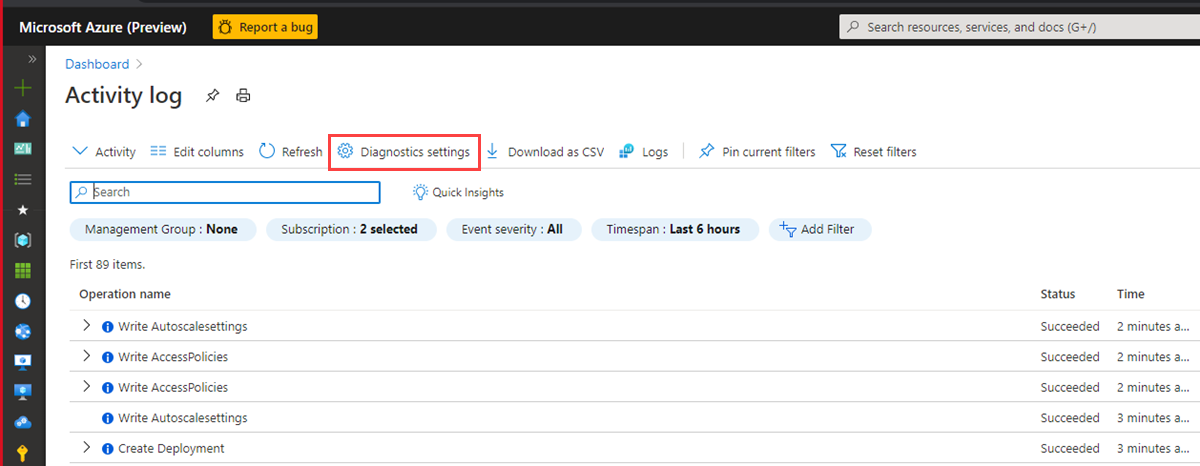 Microsoft Azure (Preview) Report a bug Search resources, services, and docs (G+/)
Dashboard
Activity log
Activity Edit columns Refresh Diagnostics settings Download as CSV Logs Pin current filters Reset filters
Search Quick Insights
Management Group : None Subscription : 2 selected Event severity : All Timespan : Last 6 hours Add Filter
First 89 items.
Operation name Status Time
Write Autoscalesettings Succeeded 2 minutes a...
Write AccessPolicies Succeeded 2 minutes a...
Write AccessPolicies Succeeded 2 minutes a...
Write Autoscalesettings Succeeded 3 minutes a...
Create Deployment Succeeded 3 minutes a...